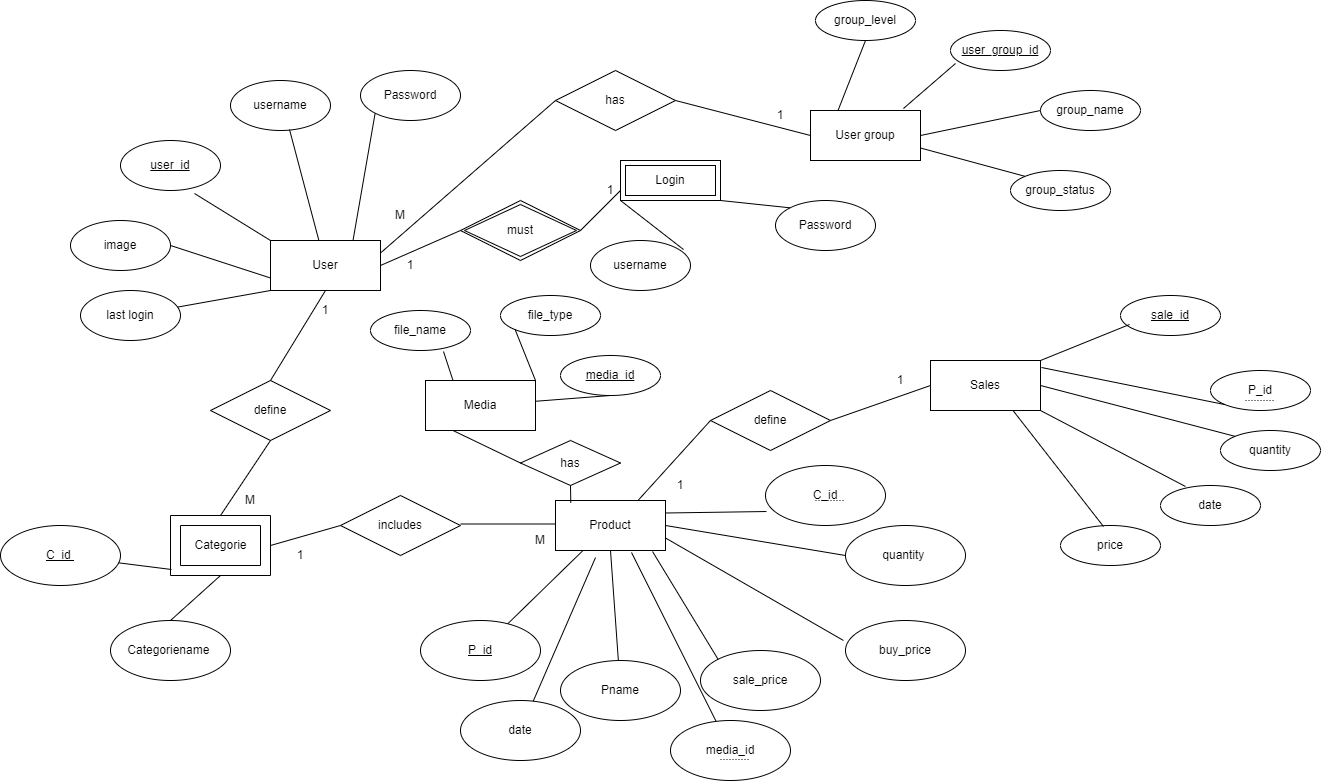 group_level
user_group_id
has
username
Password
1
group_name
User group
user_id
Login
1
group_status
M
Password
must
image
User
1
username
last login
1
file_name
file_type
sale_id
media_id
1
Sales
P_id
Media
define
define
quantity
has
1
C_id
M
date
includes
Product
Categorie
M
1
C_id
quantity
price
Categoriename
P_id
buy_price
sale_price
Pname
date
media_id